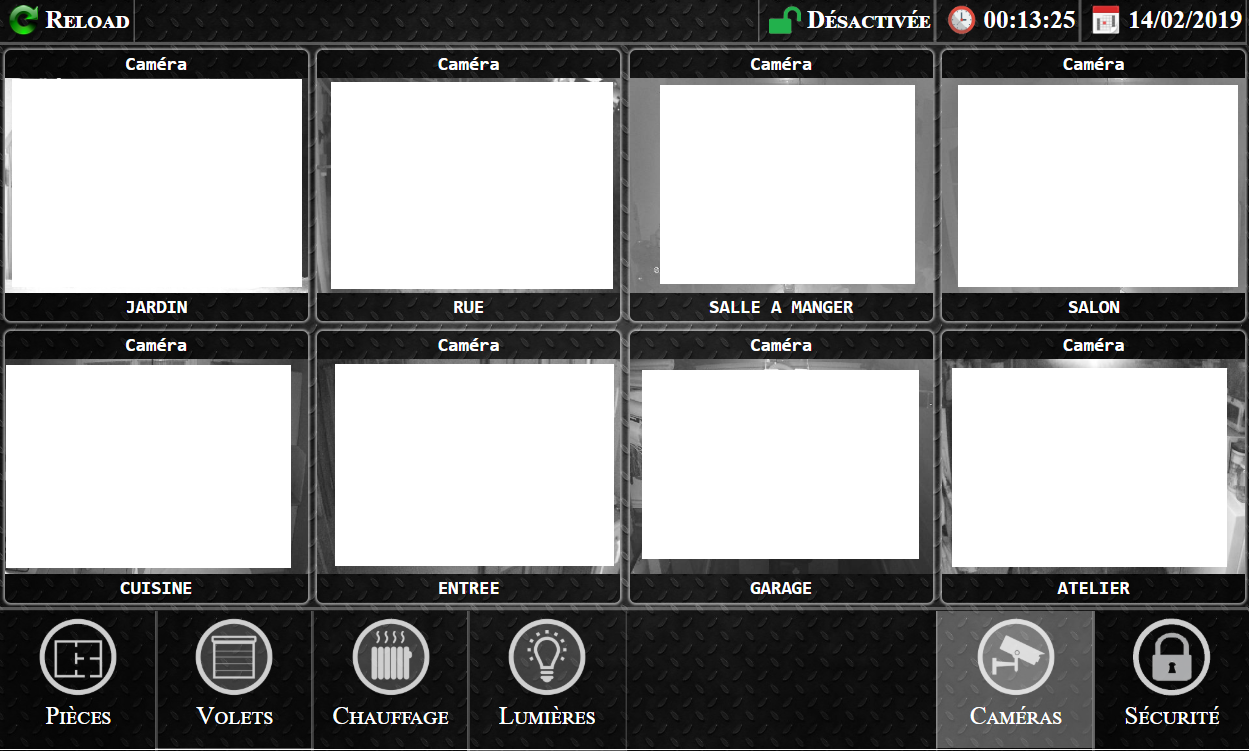 Reload Désactivée 00:13:25 14/02/2019
Caméra Caméra Caméra Caméra
JARDIN RUE SALLE A MANGER SALON
Caméra Caméra Caméra Caméra
CUISINE ENTREE GARAGE ATELIER
Pièces Volets Chauffage Lumières Caméras Sécurité